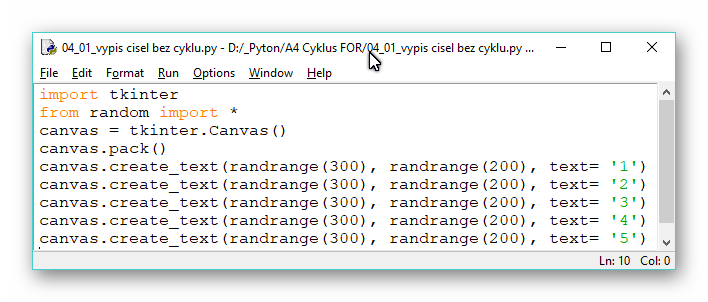 04_01_vypis cisel bez cyklu.py - D:/_Pyton/A4 Cyklus FOR/04_01_vypis cisel bez cyklu.py ...
File Edit Format Run Options Window Help
import tkinter
from random import *
canvas = tkinter.Canvas()
canvas.pack()
canvas.create_text(randrange(300), randrange(200), text= '1')
canvas.create_text(randrange(300), randrange(200), text= '2')
canvas.create_text(randrange(300), randrange(200), text= '3')
canvas.create_text(randrange(300), randrange(200), text= '4')
canvas.create_text(randrange(300), randrange(200), text= '5')
Ln: 10 Col: 0